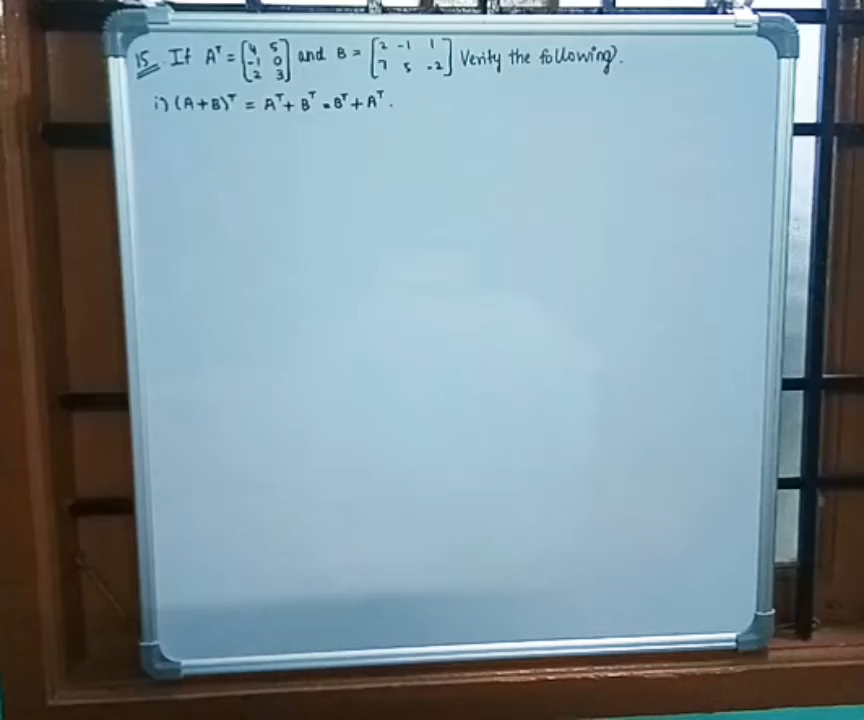 15. If Aᵀ = [4 5; -1 0; 2 3] and B = [2 -1 1; 7 5 -2] Verify the following).
i) (A+B)ᵀ = Aᵀ + Bᵀ = Bᵀ + Aᵀ.